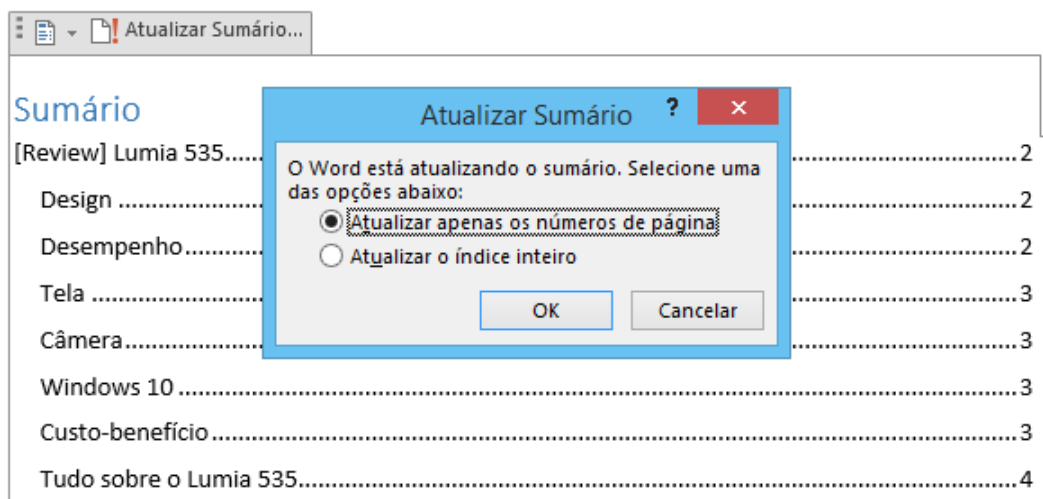 Atualizar Sumário...
Sumário
Atualizar Sumário ?
[Review] Lumia 535......2
O Word está atualizando o sumário. Selecione uma
das opções abaixo:
Design ......2
Atualizar apenas os números de página
Desempenho......2
Atualizar o índice inteiro
Tela ......3
OK Cancelar
Câmera......3
Windows 10 ......3
Custo-benefício......3
Tudo sobre o Lumia 535......4